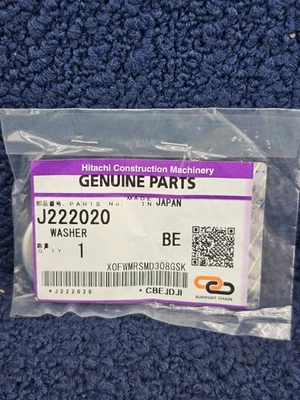 Hitachi Construction Machinery
GENUINE PARTS
部品番号. PARTS No. MADE IN JAPAN
J222020
WASHER BE
数量 Q'TY 1
XOFWMRSMD308GSK
*J222020 *CBEJDJI
SUPPORT CHAIN